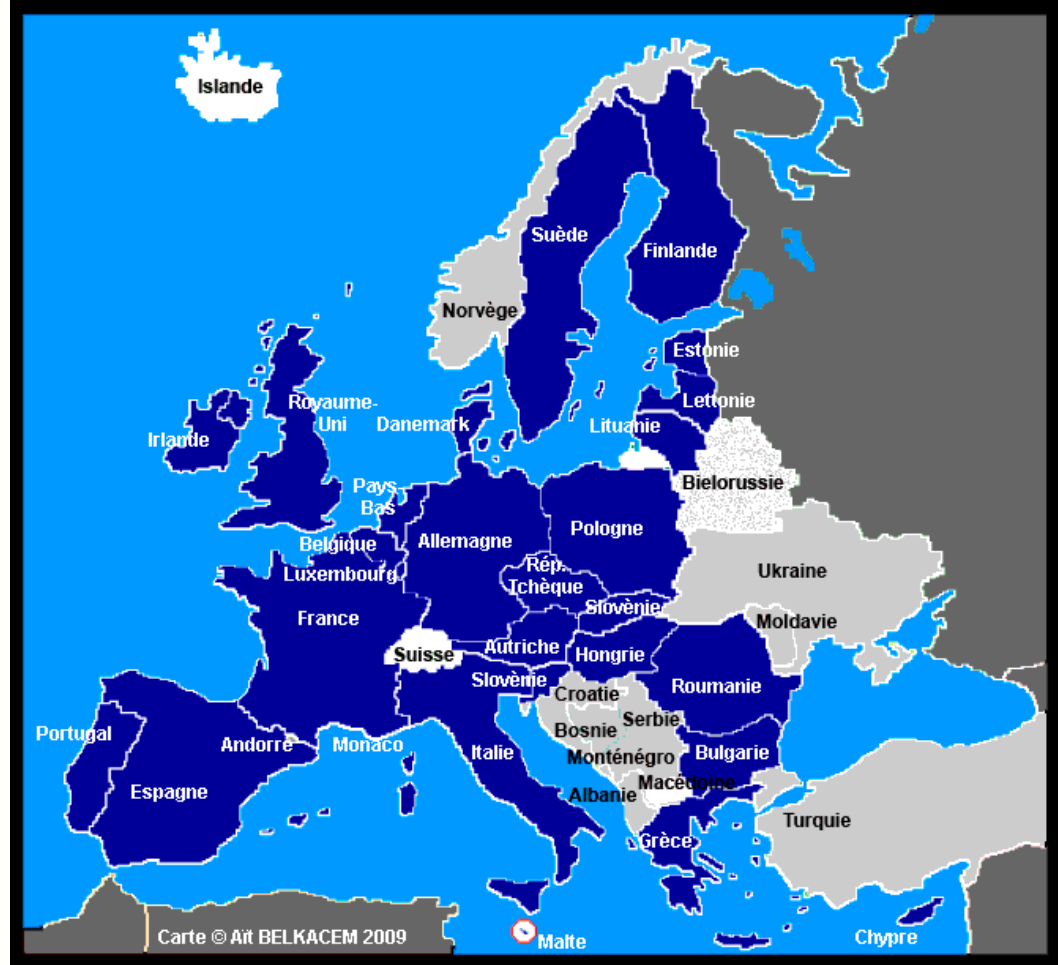 Islande
Suède
Finlande
Norvège
Estonie
Lettonie
Royaume-
Uni
Danemark
Lituanie
Irlande
Bielorussie
Pays-
Bas
Pologne
Allemagne
Belgique
Rép.
Tchèque
Ukraine
Luxembourg
Slovènie
France
Moldavie
Autriche
Suisse
Hongrie
Slovènie
Roumanie
Croatie
Serbie
Bosnie
Portugal
Andorre
Monaco
Italie
Bulgarie
Monténégro
Macédoine
Espagne
Albanie
Turquie
Grèce
Carte © Aït BELKACEM 2009
Malte
Chypre